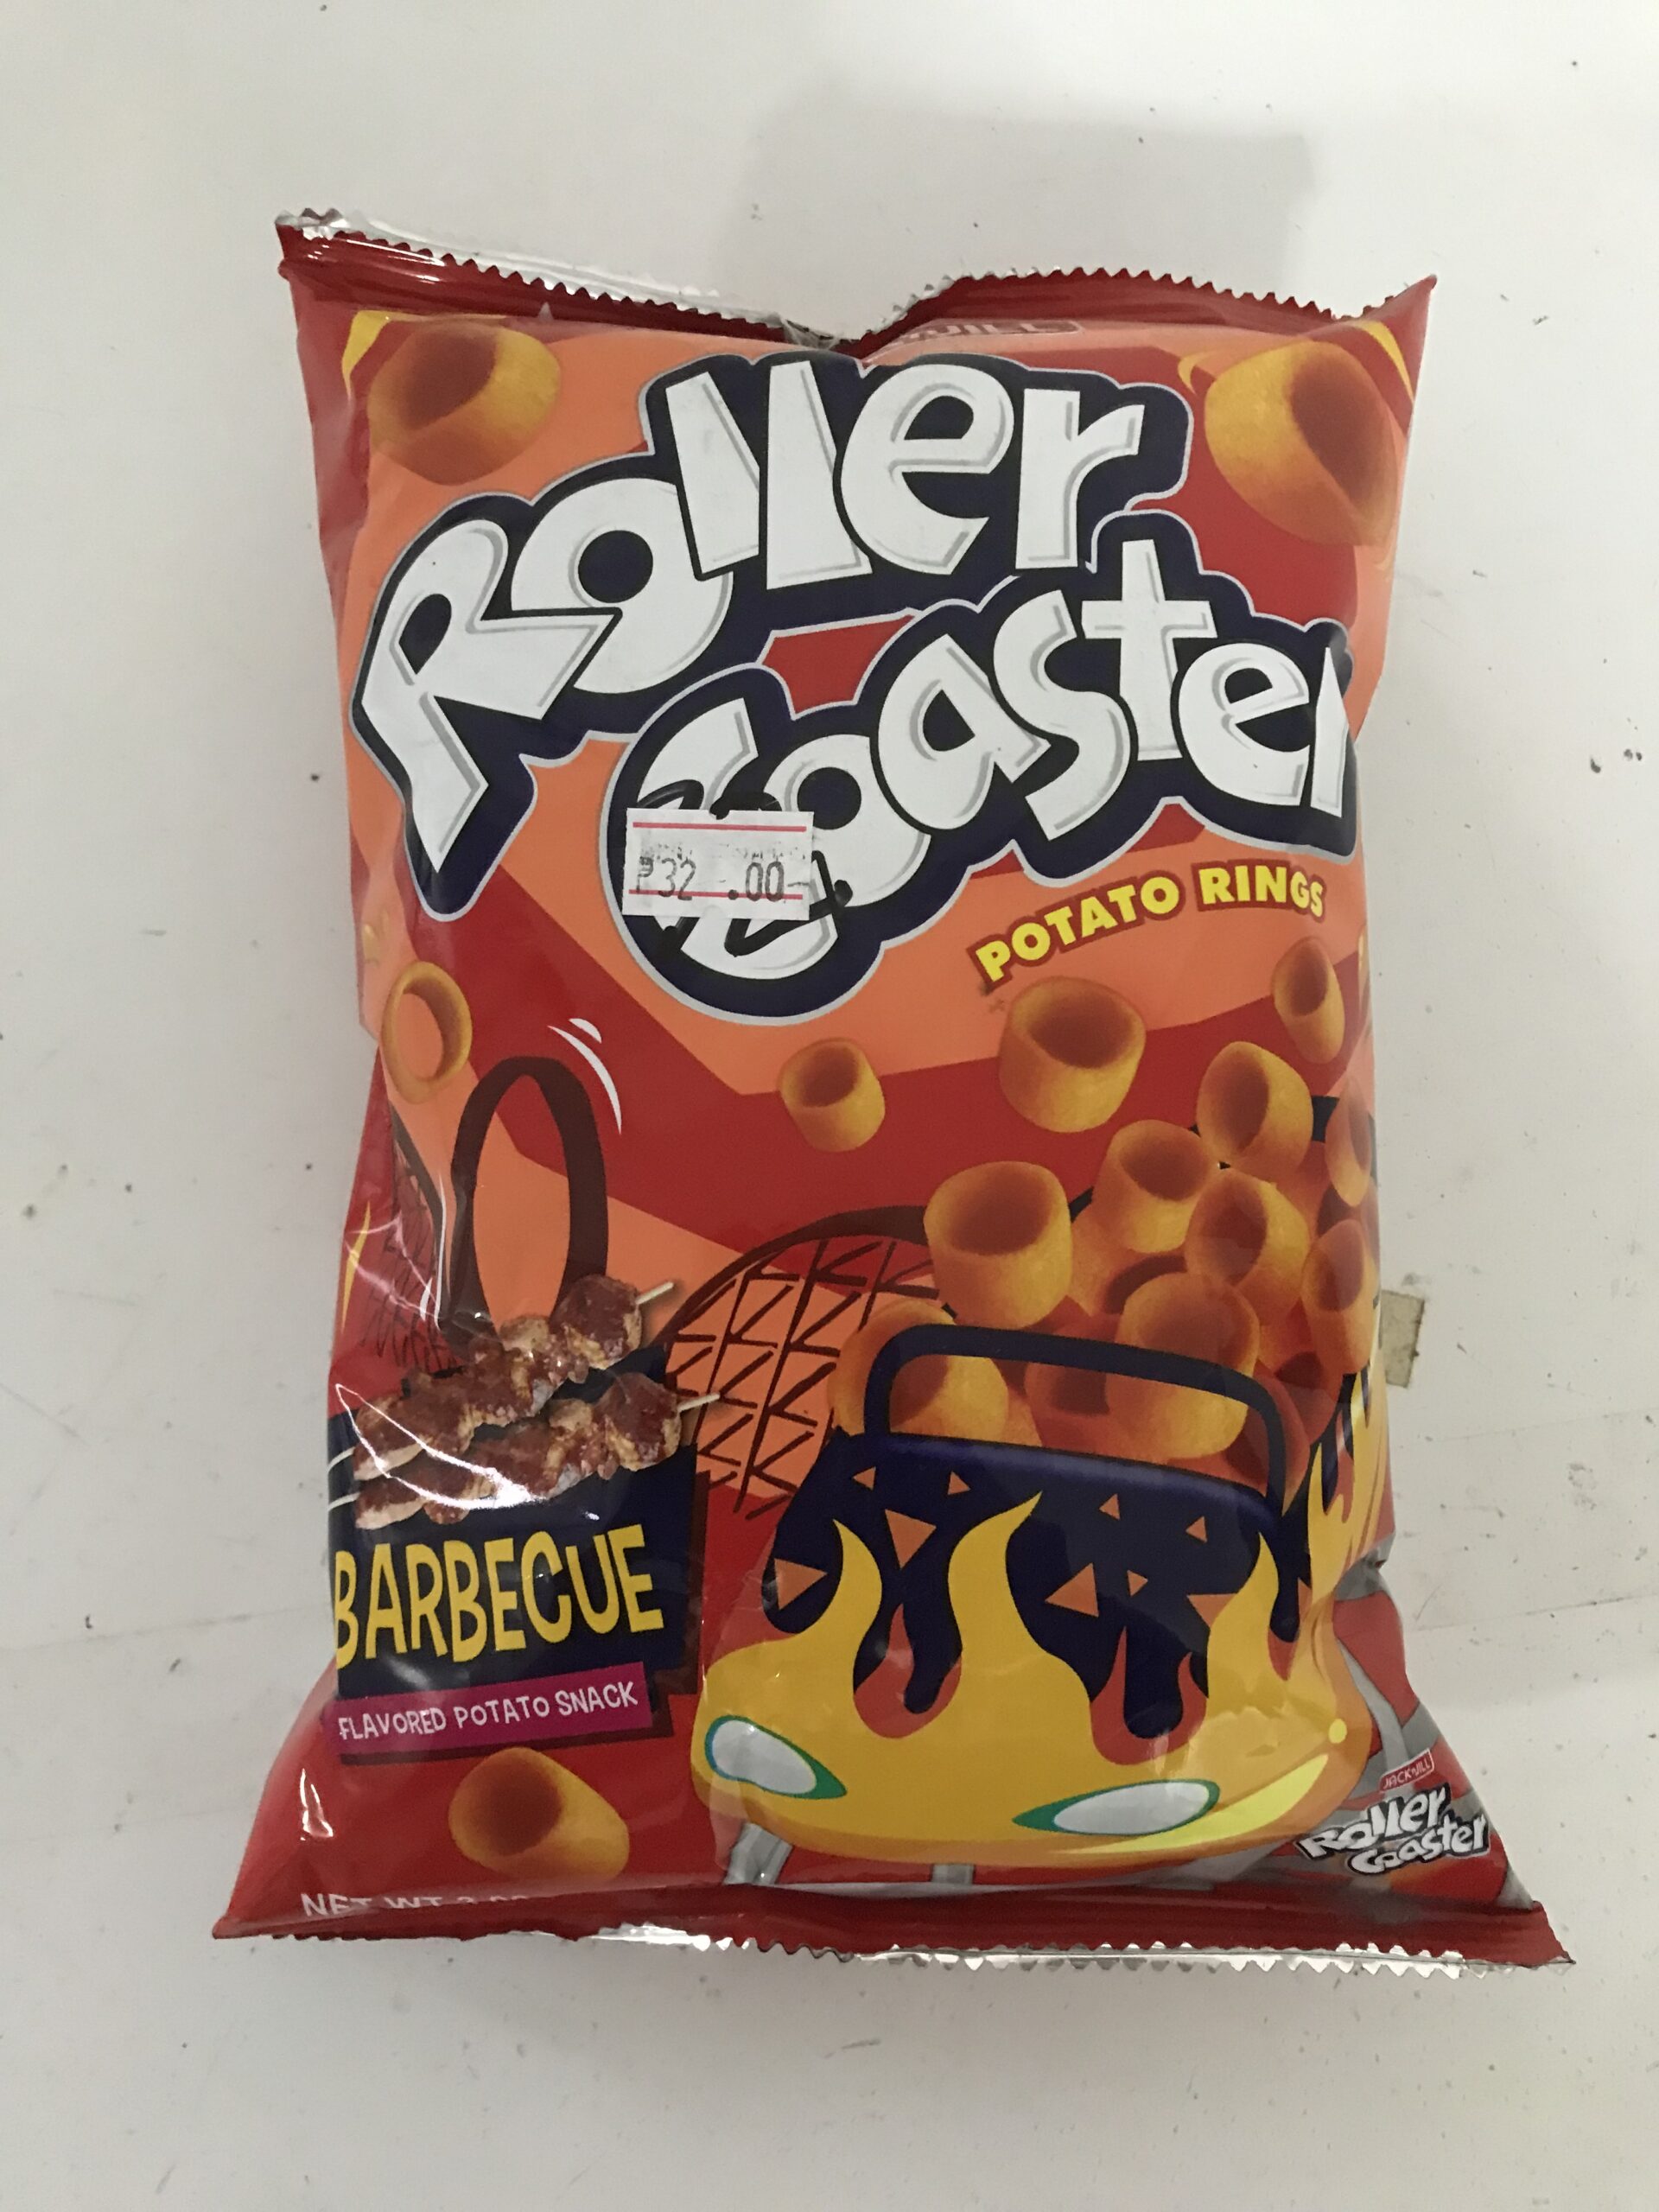 Roller
Coaster
₱32 .00
POTATO RINGS
BARBECUE
FLAVORED POTATO SNACK
JACK 'n JILL
Roller
Coaster
NET WT